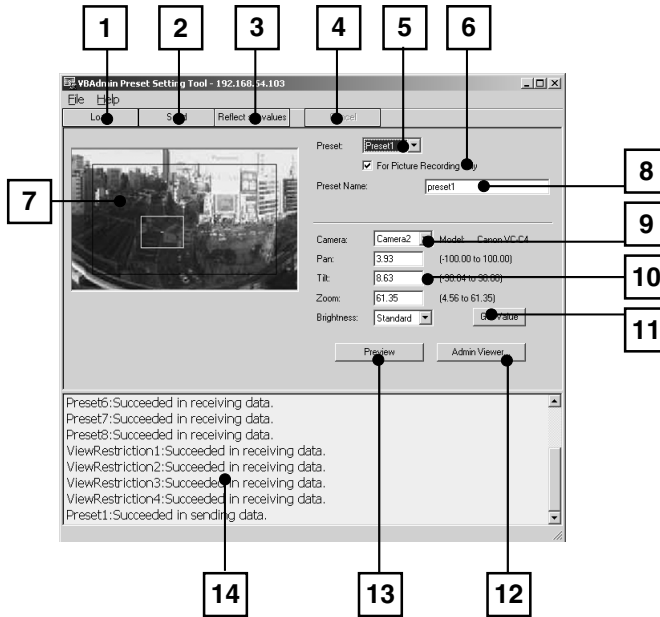 1
2
3
4
5
6
VBAdmin Preset Setting Tool - 192.168.54.103
File Help
Reflect values
Preset: Preset1
For Picture Recording
Preset Name: preset1
7
8
Camera: Camera2 Model: Canon VC-C4
9
Pan: 3.93 (-100.00 to 100.00)
Tilt: 8.63
10
Zoom: 61.35 (4.56 to 61.35)
Brightness: Standard Value
11
Preview Admin Viewer
Preset6:Succeeded in receiving data.
Preset7:Succeeded in receiving data.
Preset8:Succeeded in receiving data.
ViewRestriction1:Succeeded in receiving data.
ViewRestriction2:Succeeded in receiving data.
ViewRestriction3:Succeeded in receiving data.
ViewRestriction4:Succeeded in receiving data.
Preset1:Succeeded in sending data.
14
13
12